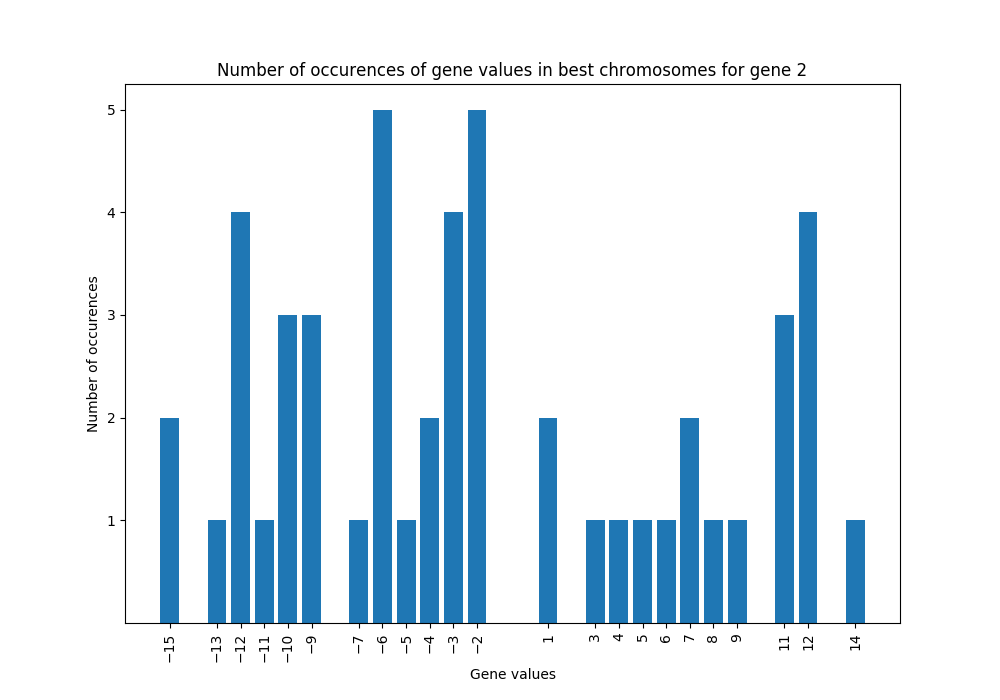 Number of occurences of gene values in best chromosomes for gene 2
Number of occurences
5
4
3
2
1
−15 −13 −12 −11 −10 −9 −7 −6 −5 −4 −3 −2 1 3 4 5 6 7 8 9 11 12 14
Gene values